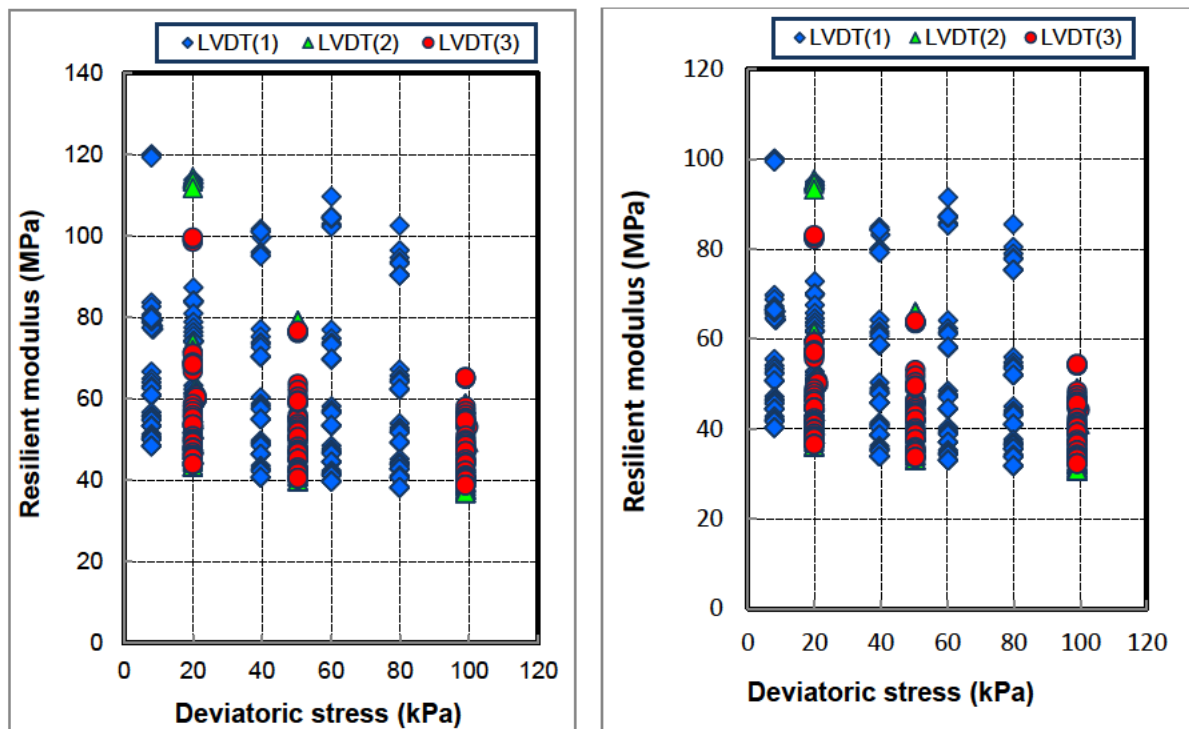 LVDT(1) LVDT(2) LVDT(3)
140
120
100
80
60
40
20
0
Resilient modulus (MPa)
0 20 40 60 80 100 120
Deviatoric stress (kPa)
LVDT(1) LVDT(2) LVDT(3)
120
100
80
60
40
20
0
Resilient modulus (MPa)
0 20 40 60 80 100 120
Deviatoric stress (kPa)